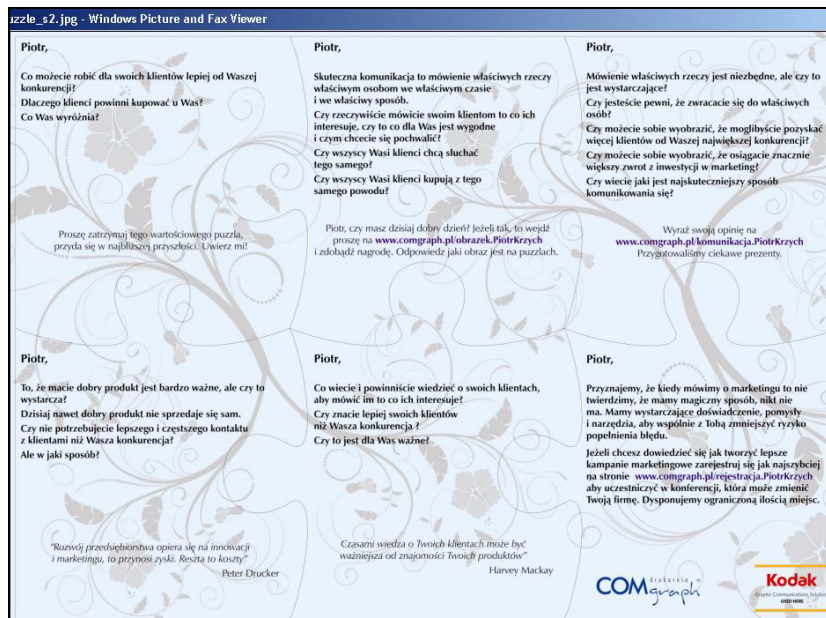 uzzle_s2.jpg - Windows Picture and Fax Viewer
Piotr,
Co możecie robić dla swoich klientów lepiej od Waszej
konkurencji?
Dlaczego klienci powinni kupować u Was?
Co Was wyróżnia?
Proszę zatrzymaj tego wartościowego puzzla,
przyda się w najbliższej przyszłości. Uwierz mi!
Piotr,
Skuteczna komunikacja to mówienie właściwych rzeczy
właściwym osobom we właściwym czasie
i we właściwy sposób.
Czy rzeczywiście mówicie swoim klientom to co ich
interesuje, czy to co dla Was jest wygodne
i czym chcecie się pochwalić?
Czy wszyscy Wasi klienci chcą słuchać
tego samego?
Czy wszyscy Wasi klienci kupują z tego
samego powodu?
Piotr, czy masz dzisiaj dobry dzień? Jeżeli tak, to wejdź
proszę na www.comgraph.pl/obrazek.PiotrKrzych
i zdobądź nagrodę. Odpowiedz jaki obraz jest na puzzlach.
Piotr,
Mówienie właściwych rzeczy jest niezbędne, ale czy to
jest wystarczające?
Czy jesteście pewni, że zwracacie się do właściwych
osób?
Czy możecie sobie wyobrazić, że moglibyście pozyskać
więcej klientów od Waszej największej konkurencji?
Czy możecie sobie wyobrazić, że osiągacie znacznie
większy zwrot z inwestycji w marketing?
Czy wiecie jaki jest najskuteczniejszy sposób
komunikowania się?
Wyraź swoją opinię na
www.comgraph.pl/komunikacja.PiotrKrzych
Przygotowaliśmy ciekawe prezenty.
Piotr,
To, że macie dobry produkt jest bardzo ważne, ale czy to
wystarcza?
Dzisiaj nawet dobry produkt nie sprzedaje się sam.
Czy nie potrzebujecie lepszego i częstszego kontaktu
z klientami niż Wasza konkurencja?
Ale w jaki sposób?
"Rozwój przedsiębiorstwa opiera się na innowacji
i marketingu, to przynosi zyski. Reszta to koszty"
Peter Drucker
Piotr,
Co wiecie i powinniście wiedzieć o swoich klientach,
aby mówić im to co ich interesuje?
Czy znacie lepiej swoich klientów
niż Wasza konkurencja ?
Czy to jest dla Was ważne?
Czasami wiedza o Twoich klientach może być
ważniejsza od znajomości Twoich produktów"
Harvey Mackay
Piotr,
Przyznajemy, że kiedy mówimy o marketingu to nie
twierdzimy, że mamy magiczny sposób, nikt nie
ma. Mamy wystarczające doświadczenie, pomysły
i narzędzia, aby wspólnie z Tobą zmniejszyć ryzyko
popełnienia błędu.
Jeżeli chcesz dowiedzieć się jak tworzyć lepsze
kampanie marketingowe zarejestruj się jak najszybciej
na stronie www.comgraph.pl/rejestracja.PiotrKrzych
aby uczestniczyć w konferencji, która może zmienić
Twoją firmę. Dysponujemy ograniczoną ilością miejsc.
drukarnia
COMgraph
Kodak
Graphic Communications Solutions
USED HERE